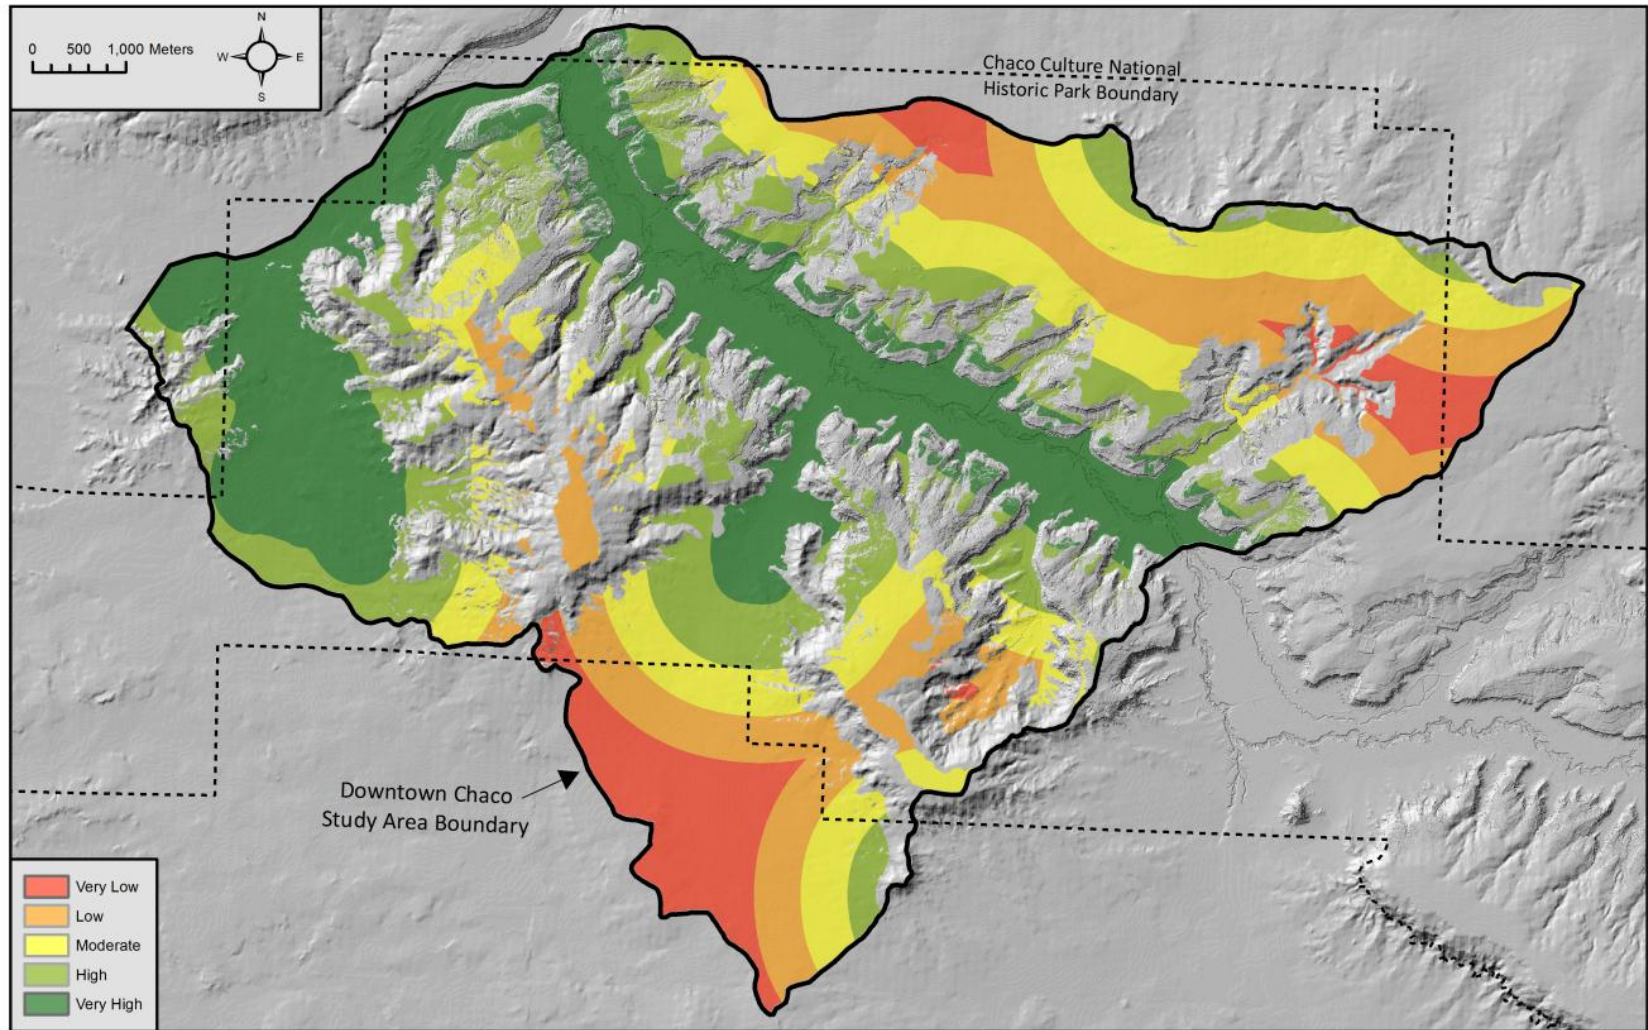 N
0 500 1,000 Meters
W E
S
Chaco Culture National
Historic Park Boundary
Downtown Chaco
Study Area Boundary
Very Low
Low
Moderate
High
Very High